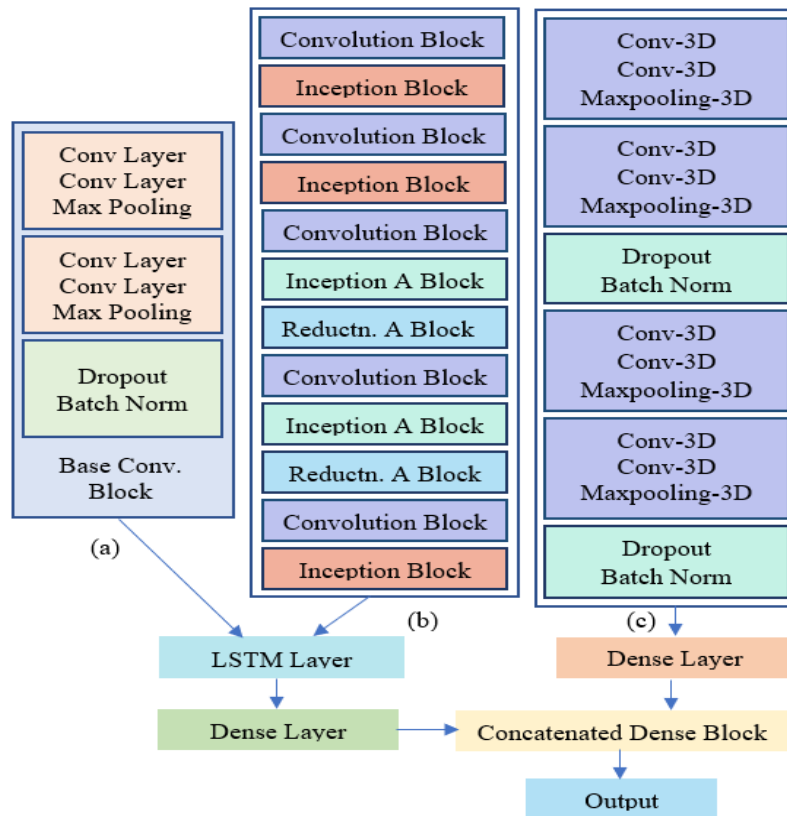 Conv Layer
Conv Layer
Max Pooling
Conv Layer
Conv Layer
Max Pooling
Dropout
Batch Norm
Base Conv.
Block
(a)
Convolution Block
Inception Block
Convolution Block
Inception Block
Convolution Block
Inception A Block
Reductn. A Block
Convolution Block
Inception A Block
Reductn. A Block
Convolution Block
Inception Block
(b)
Conv-3D
Conv-3D
Maxpooling-3D
Conv-3D
Conv-3D
Maxpooling-3D
Dropout
Batch Norm
Conv-3D
Conv-3D
Maxpooling-3D
Conv-3D
Conv-3D
Maxpooling-3D
Dropout
Batch Norm
(c)
LSTM Layer
Dense Layer
Dense Layer
Concatenated Dense Block
Output